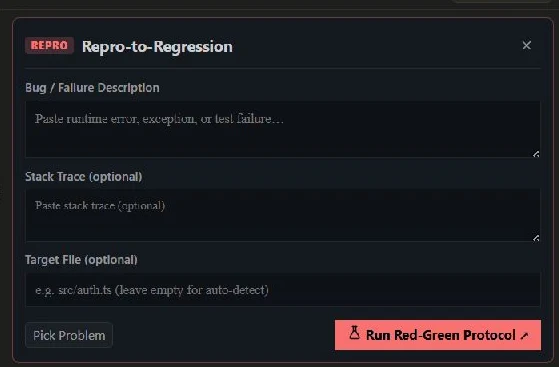 REPRO Repro-to-Regression ×
Bug / Failure Description
Paste runtime error, exception, or test failure...
Stack Trace (optional)
Paste stack trace (optional)
Target File (optional)
e.g. src/auth.ts (leave empty for auto-detect)
Pick Problem Run Red-Green Protocol ↗